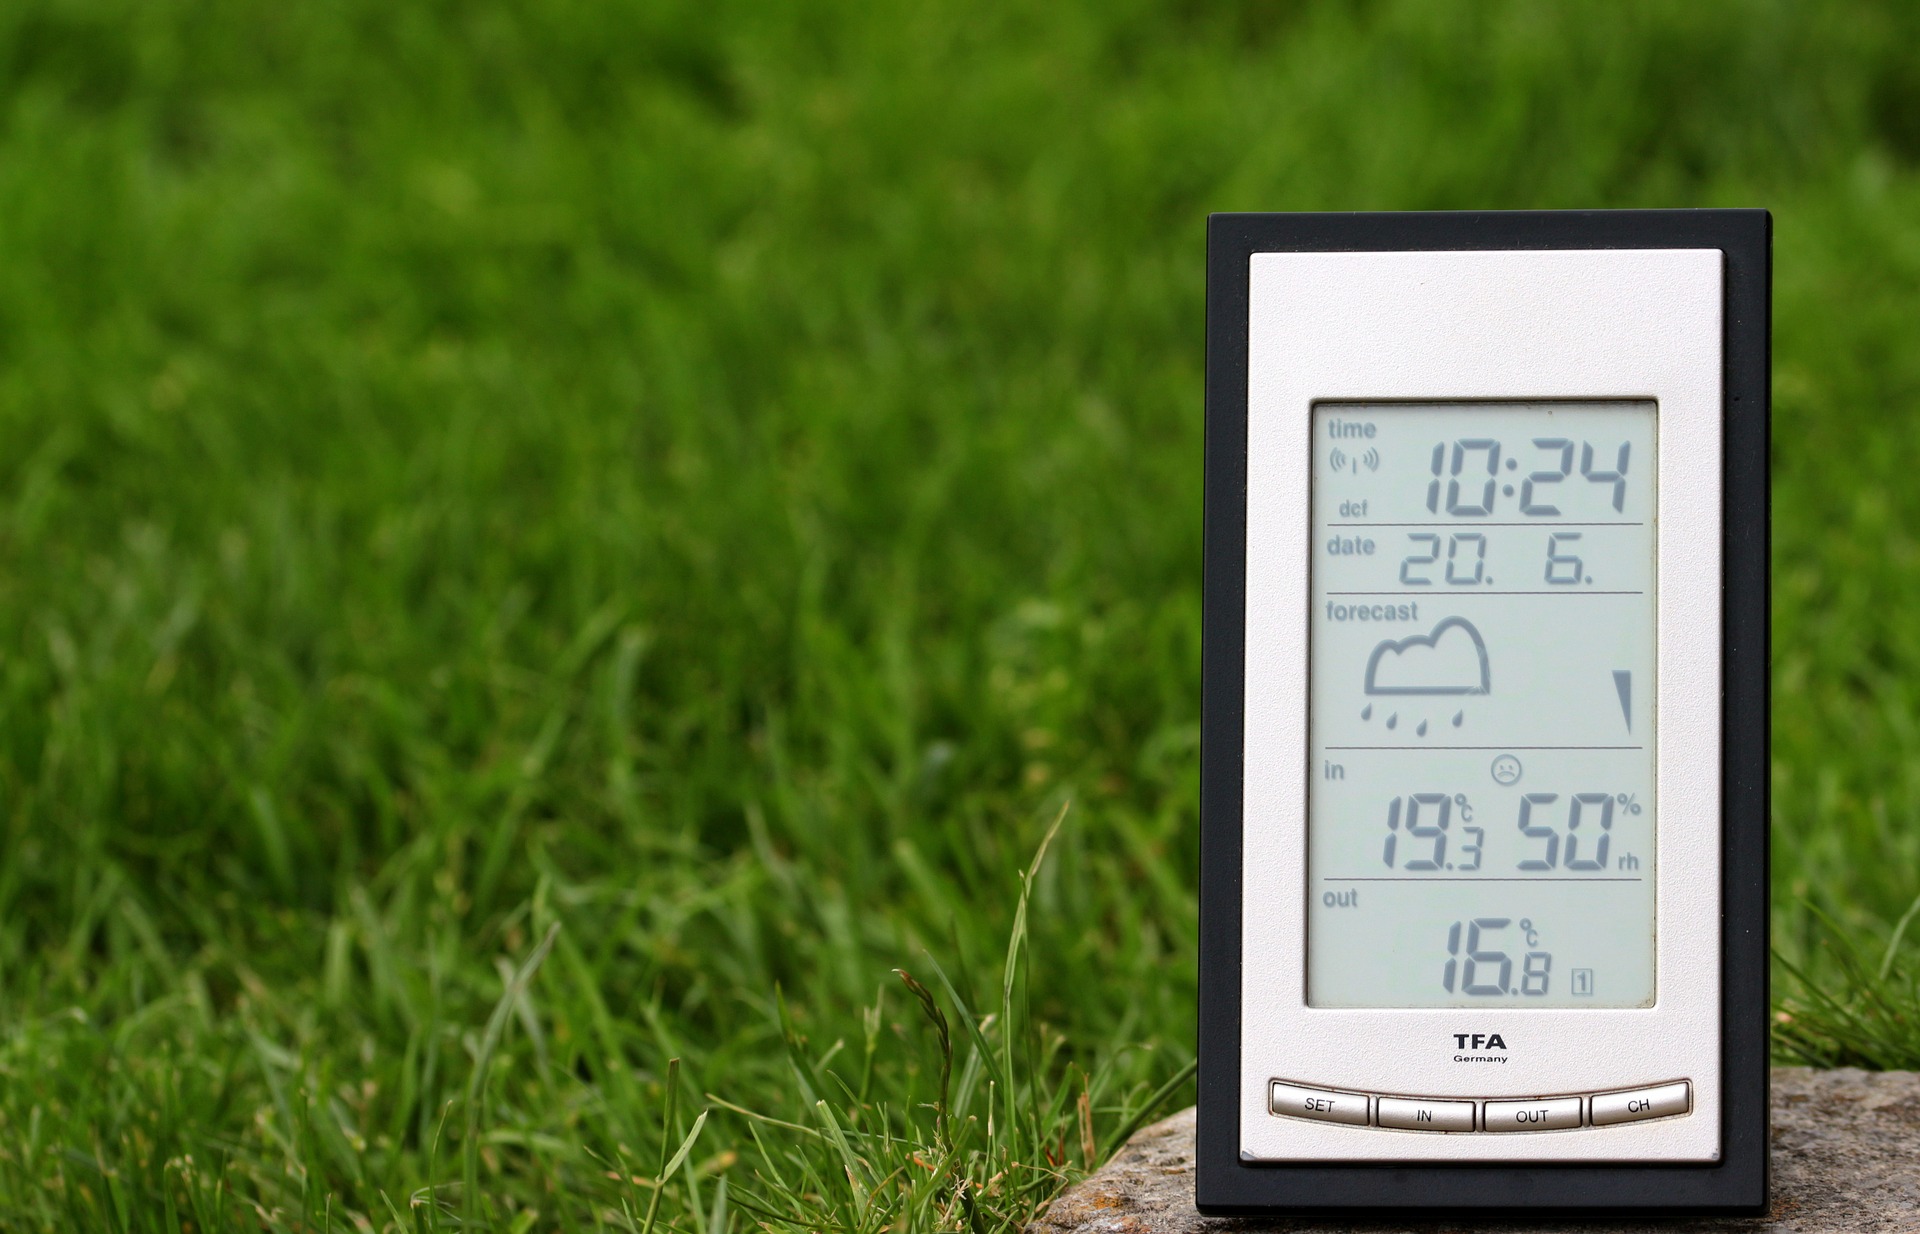 time
10:24
dcf
date 20. 6.
forecast
in
19.3 °C 50 % rh
out
16.8 °C 1
TFA
Germany
SET IN OUT CH